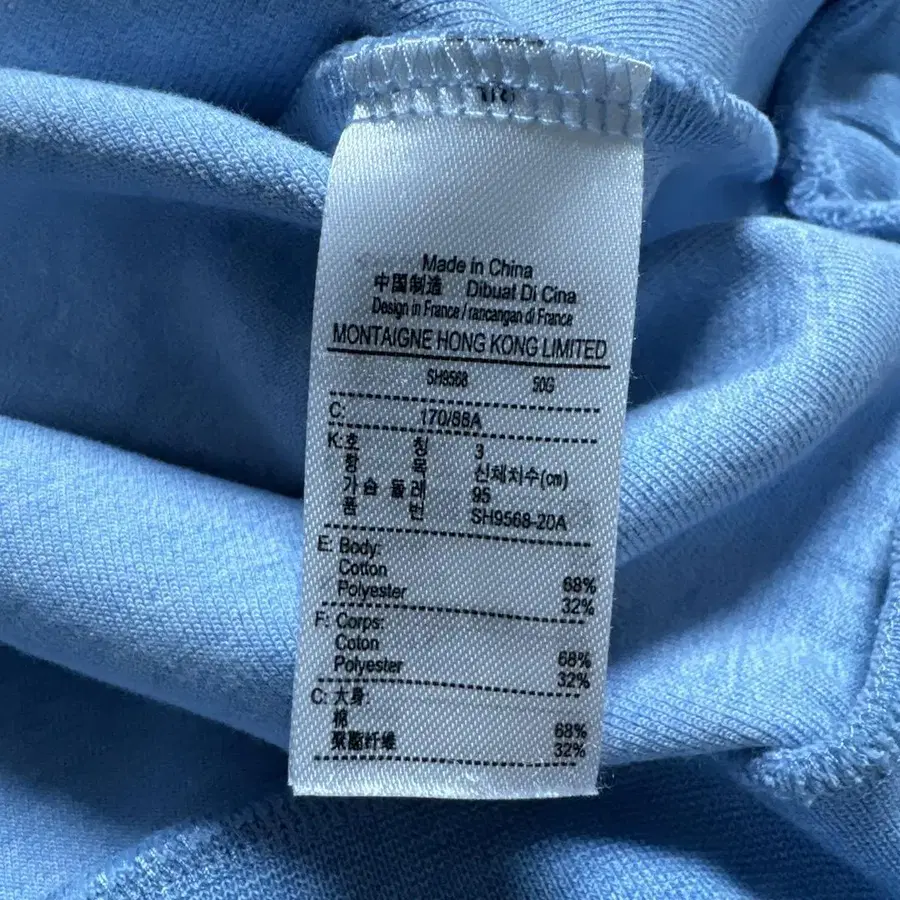 Made in China
中国制造 Dibuat Di Cina
Design in France / rancangan di France
MONTAIGNE HONG KONG LIMITED
SH9568 50G
C: 170/88A
K: 호 칭 3
항 목 신체치수(cm)
가슴 둘레 95
품 번 SH9568-20A
E: Body:
Cotton 68%
Polyester 32%
F: Corps:
Coton 68%
Polyester 32%
C: 大身:
棉 68%
聚酯纤维 32%